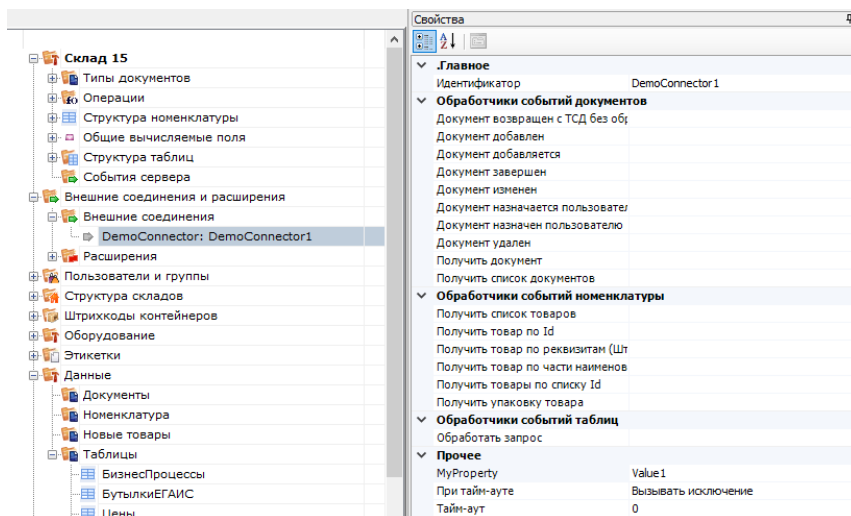 Склад 15
Типы документов
Операции
Структура номенклатуры
Общие вычисляемые поля
Структура таблиц
События сервера
Внешние соединения и расширения
Внешние соединения
DemoConnector: DemoConnector1
Расширения
Пользователи и группы
Структура складов
Штрихкоды контейнеров
Оборудование
Этикетки
Данные
Документы
Номенклатура
Новые товары
Таблицы
БизнесПроцессы
БутылкиЕГАИС
Цены
Свойства
.Главное
Идентификатор DemoConnector1
Обработчики событий документов
Документ возвращен с ТСД без обр
Документ добавлен
Документ добавляется
Документ завершен
Документ изменен
Документ назначается пользовател
Документ назначен пользователю
Документ удален
Получить документ
Получить список документов
Обработчики событий номенклатуры
Получить список товаров
Получить товар по Id
Получить товар по реквизитам (Шт
Получить товар по части наименов
Получить товары по списку Id
Получить упаковку товара
Обработчики событий таблиц
Обработать запрос
Прочее
MyProperty Value1
При тайм-ауте Вызывать исключение
Тайм-аут 0